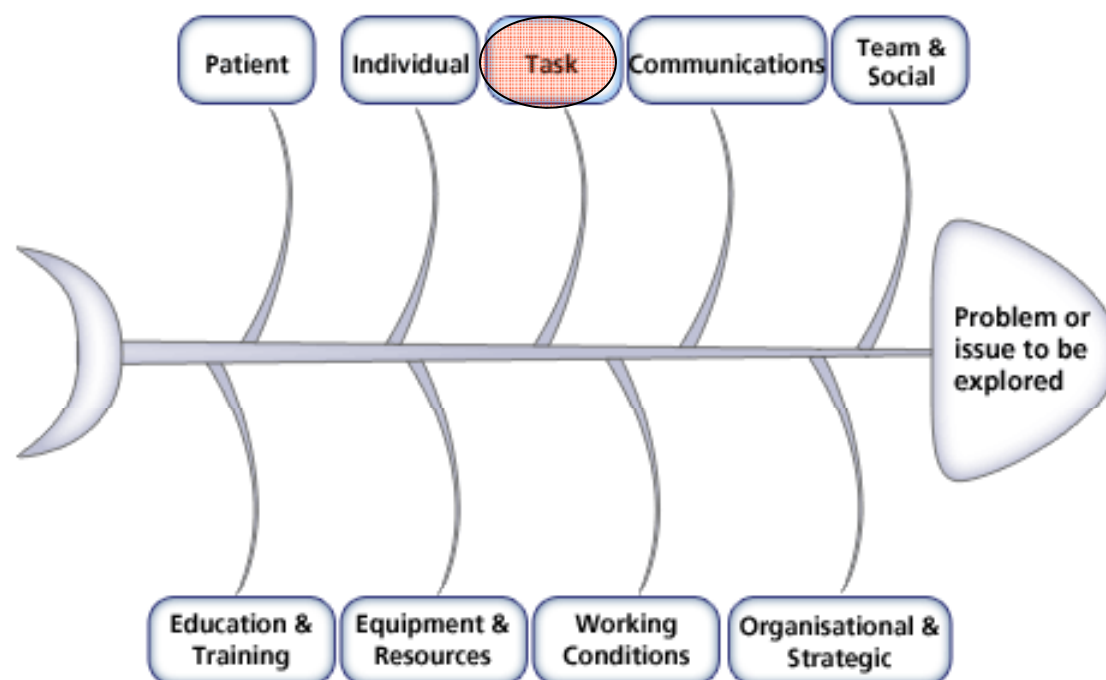 Patient
Individual
Task
Communications
Team &
Social
Problem or
issue to be
explored
Education &
Training
Equipment &
Resources
Working
Conditions
Organisational &
Strategic